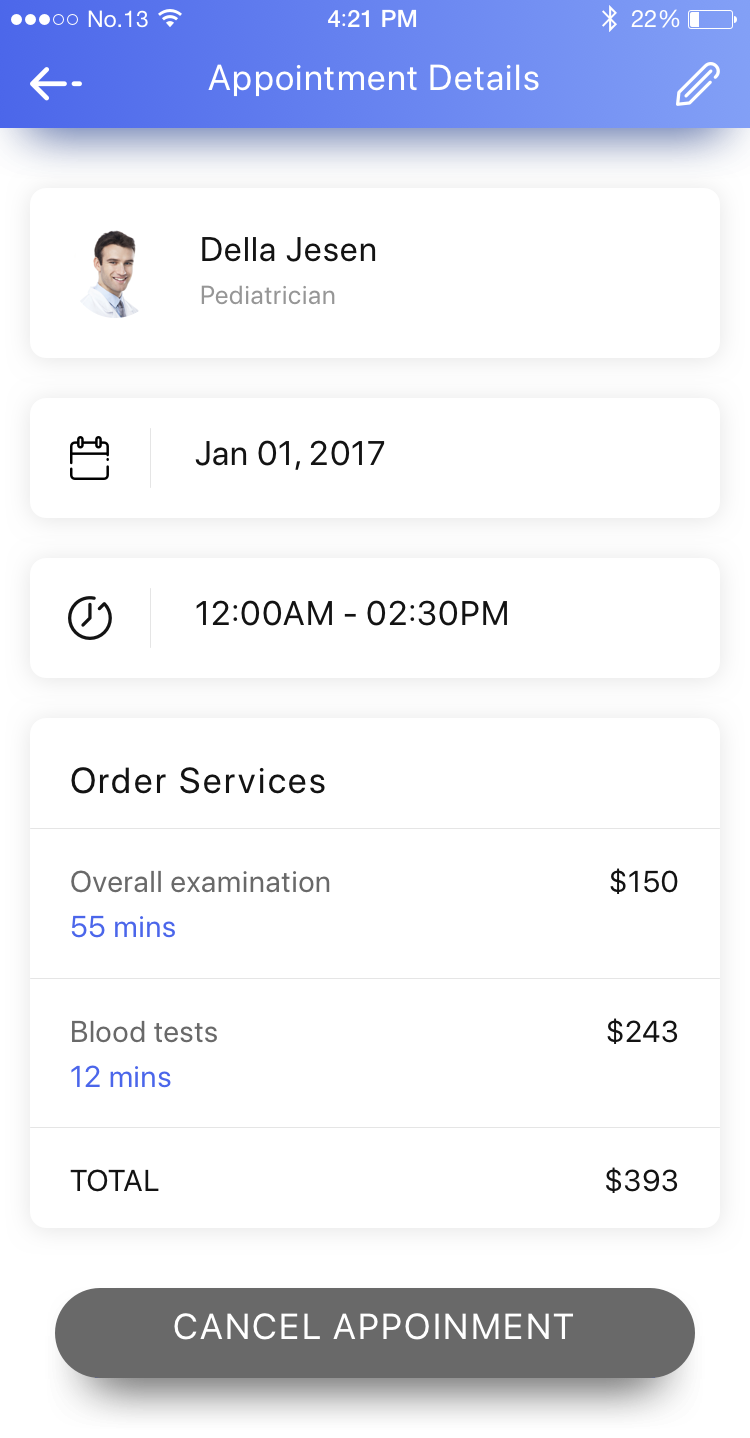 No.13 4:21 PM 22%
Appointment Details
Della Jesen
Pediatrician
Jan 01, 2017
12:00AM - 02:30PM
Order Services
Overall examination $150
55 mins
Blood tests $243
12 mins
TOTAL $393
CANCEL APPOINMENT